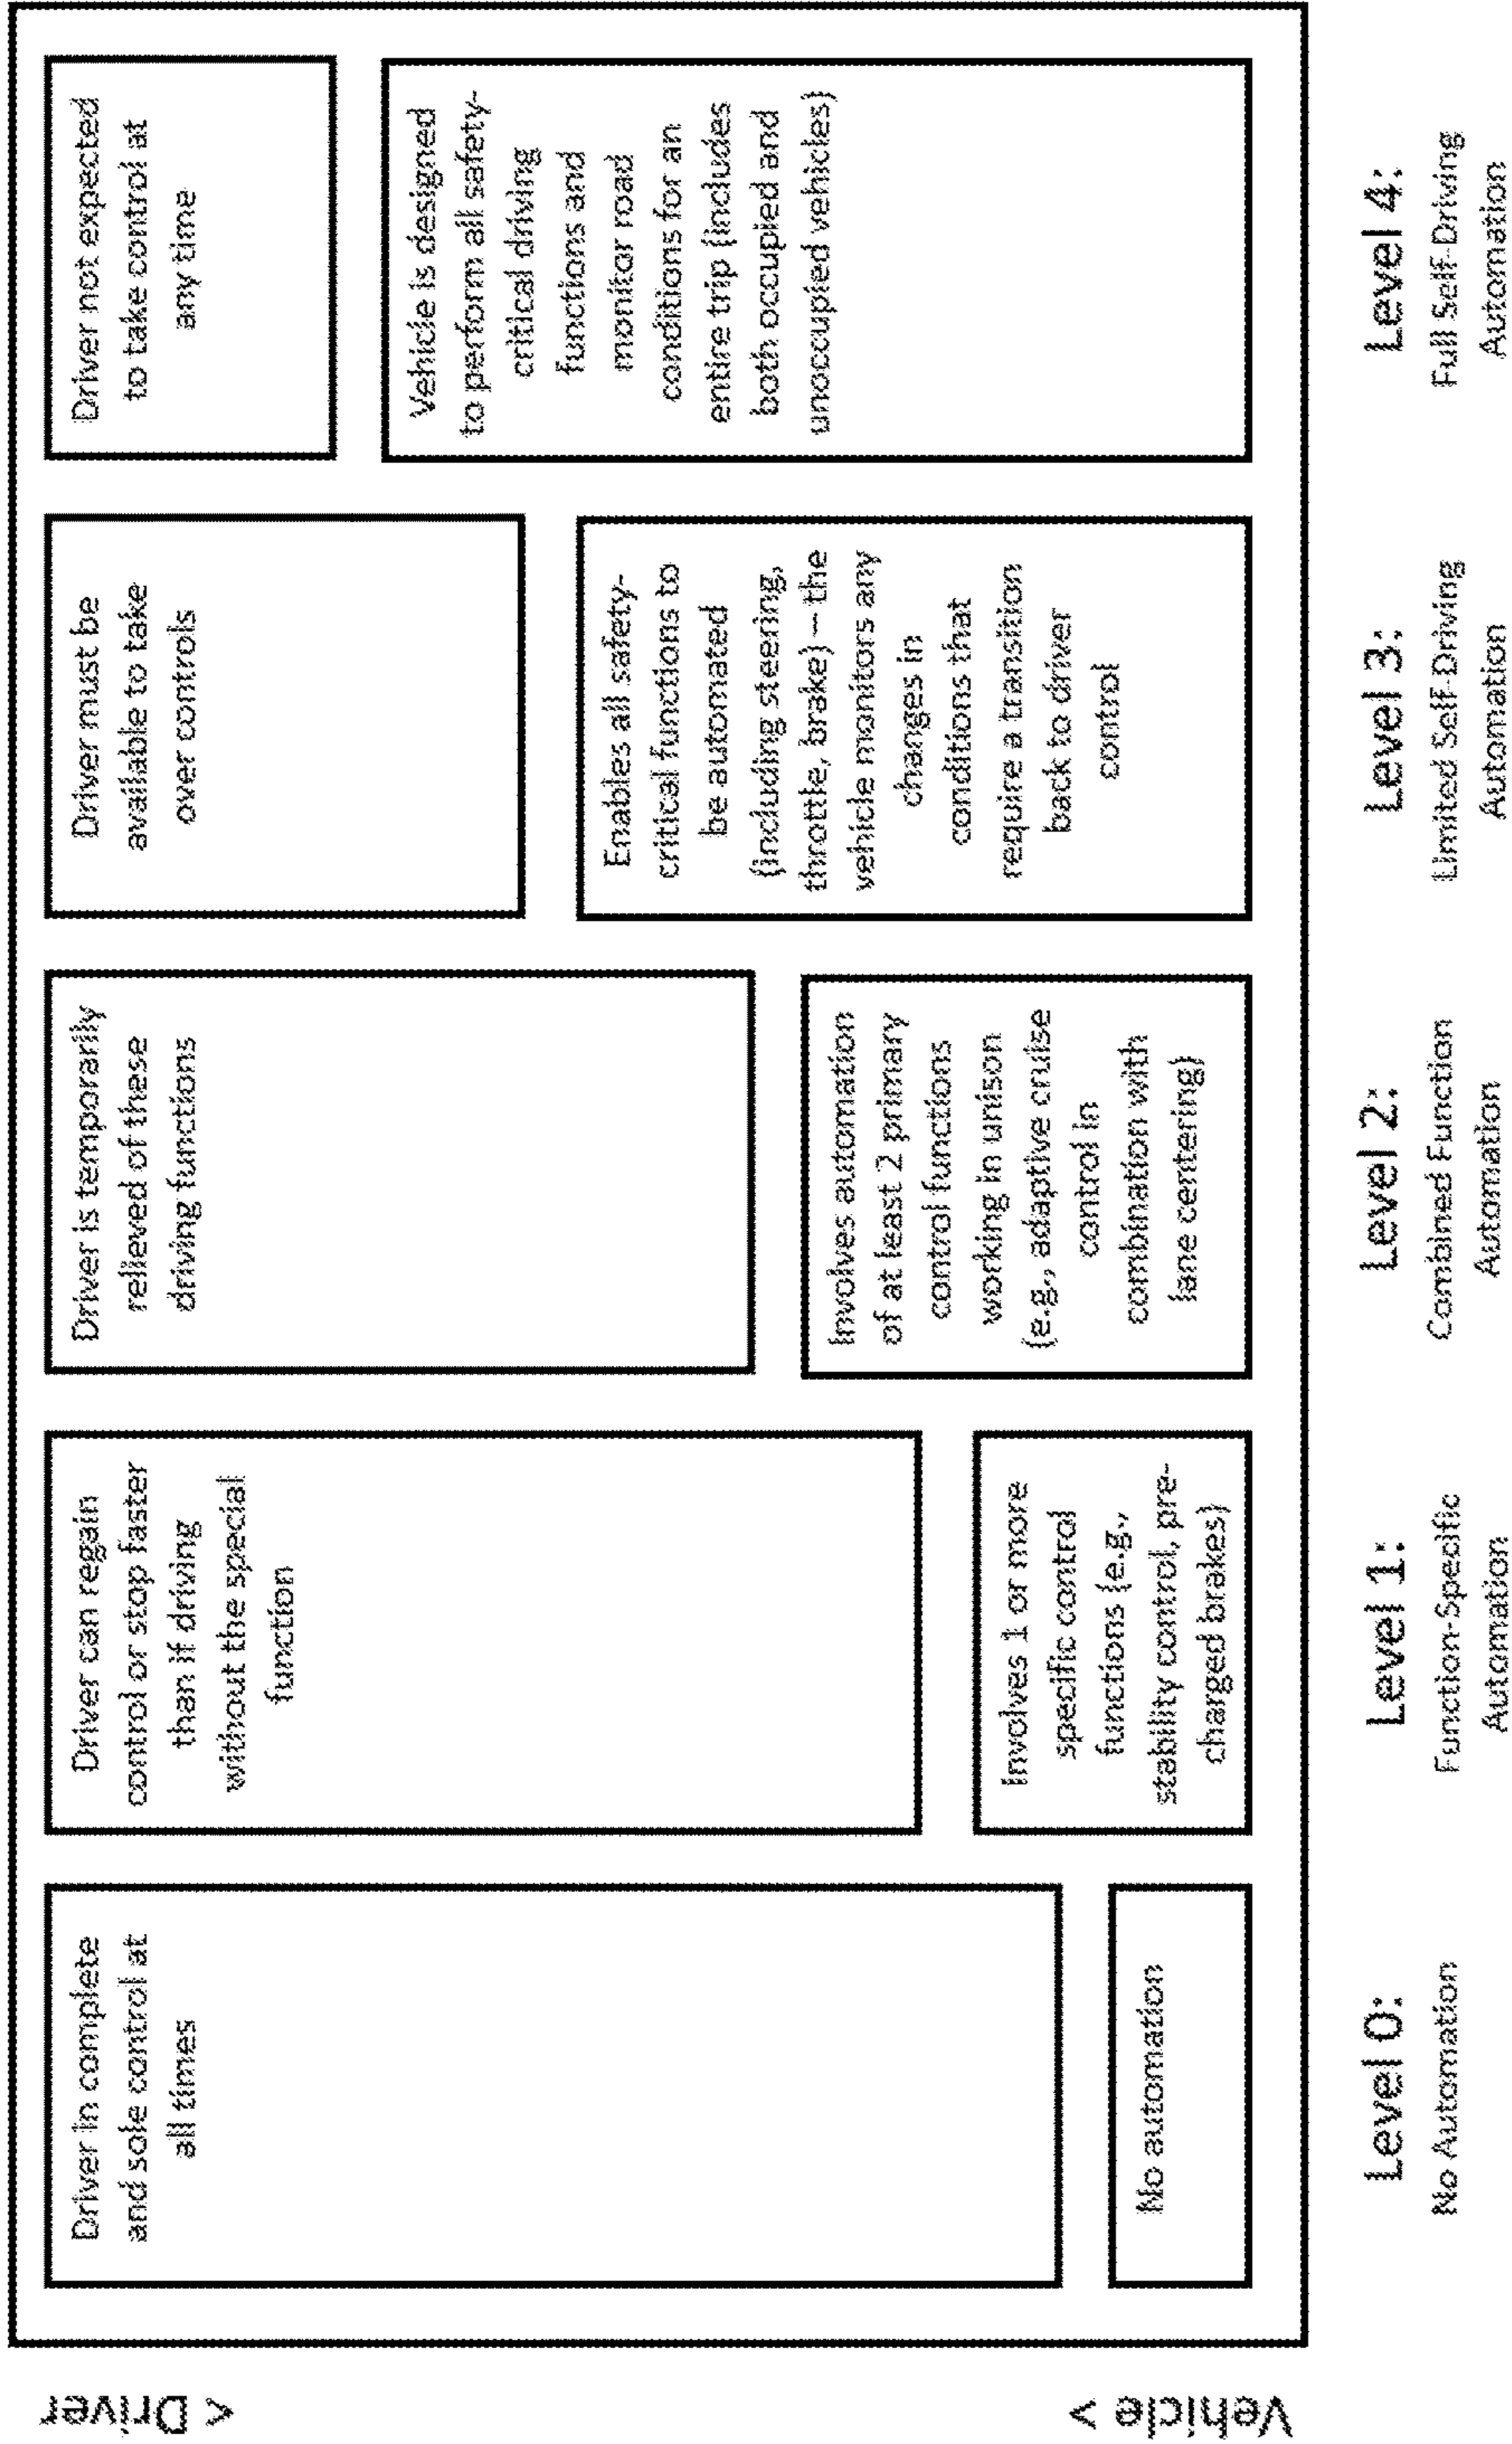 < Driver
Vehicle >
Driver in complete
and sole control at
all times
No automation
Level 0:
No Automation
Driver can regain
control or stop faster
than if driving
without the special
function
Involves 1 or more
specific control
functions (e.g.,
stability control, pre-
charged brakes)
Level 1:
Function-Specific
Automation
Driver is temporarily
relieved of these
driving functions
Involves automation
of at least 2 primary
control functions
working in unison
(e.g., adaptive cruise
control in
combination with
lane centering)
Level 2:
Combined Function
Automation
Driver must be
available to take
over controls
Enables all safety-
critical functions to
be automated
(including steering,
throttle, brake) – the
vehicle monitors any
changes in
conditions that
require a transition
back to driver
control
Level 3:
Limited Self-Driving
Automation
Driver not expected
to take control at
any time
Vehicle is designed
to perform all safety-
critical driving
functions and
monitor road
conditions for an
entire trip (includes
both occupied and
unoccupied vehicles)
Level 4:
Full Self-Driving
Automation